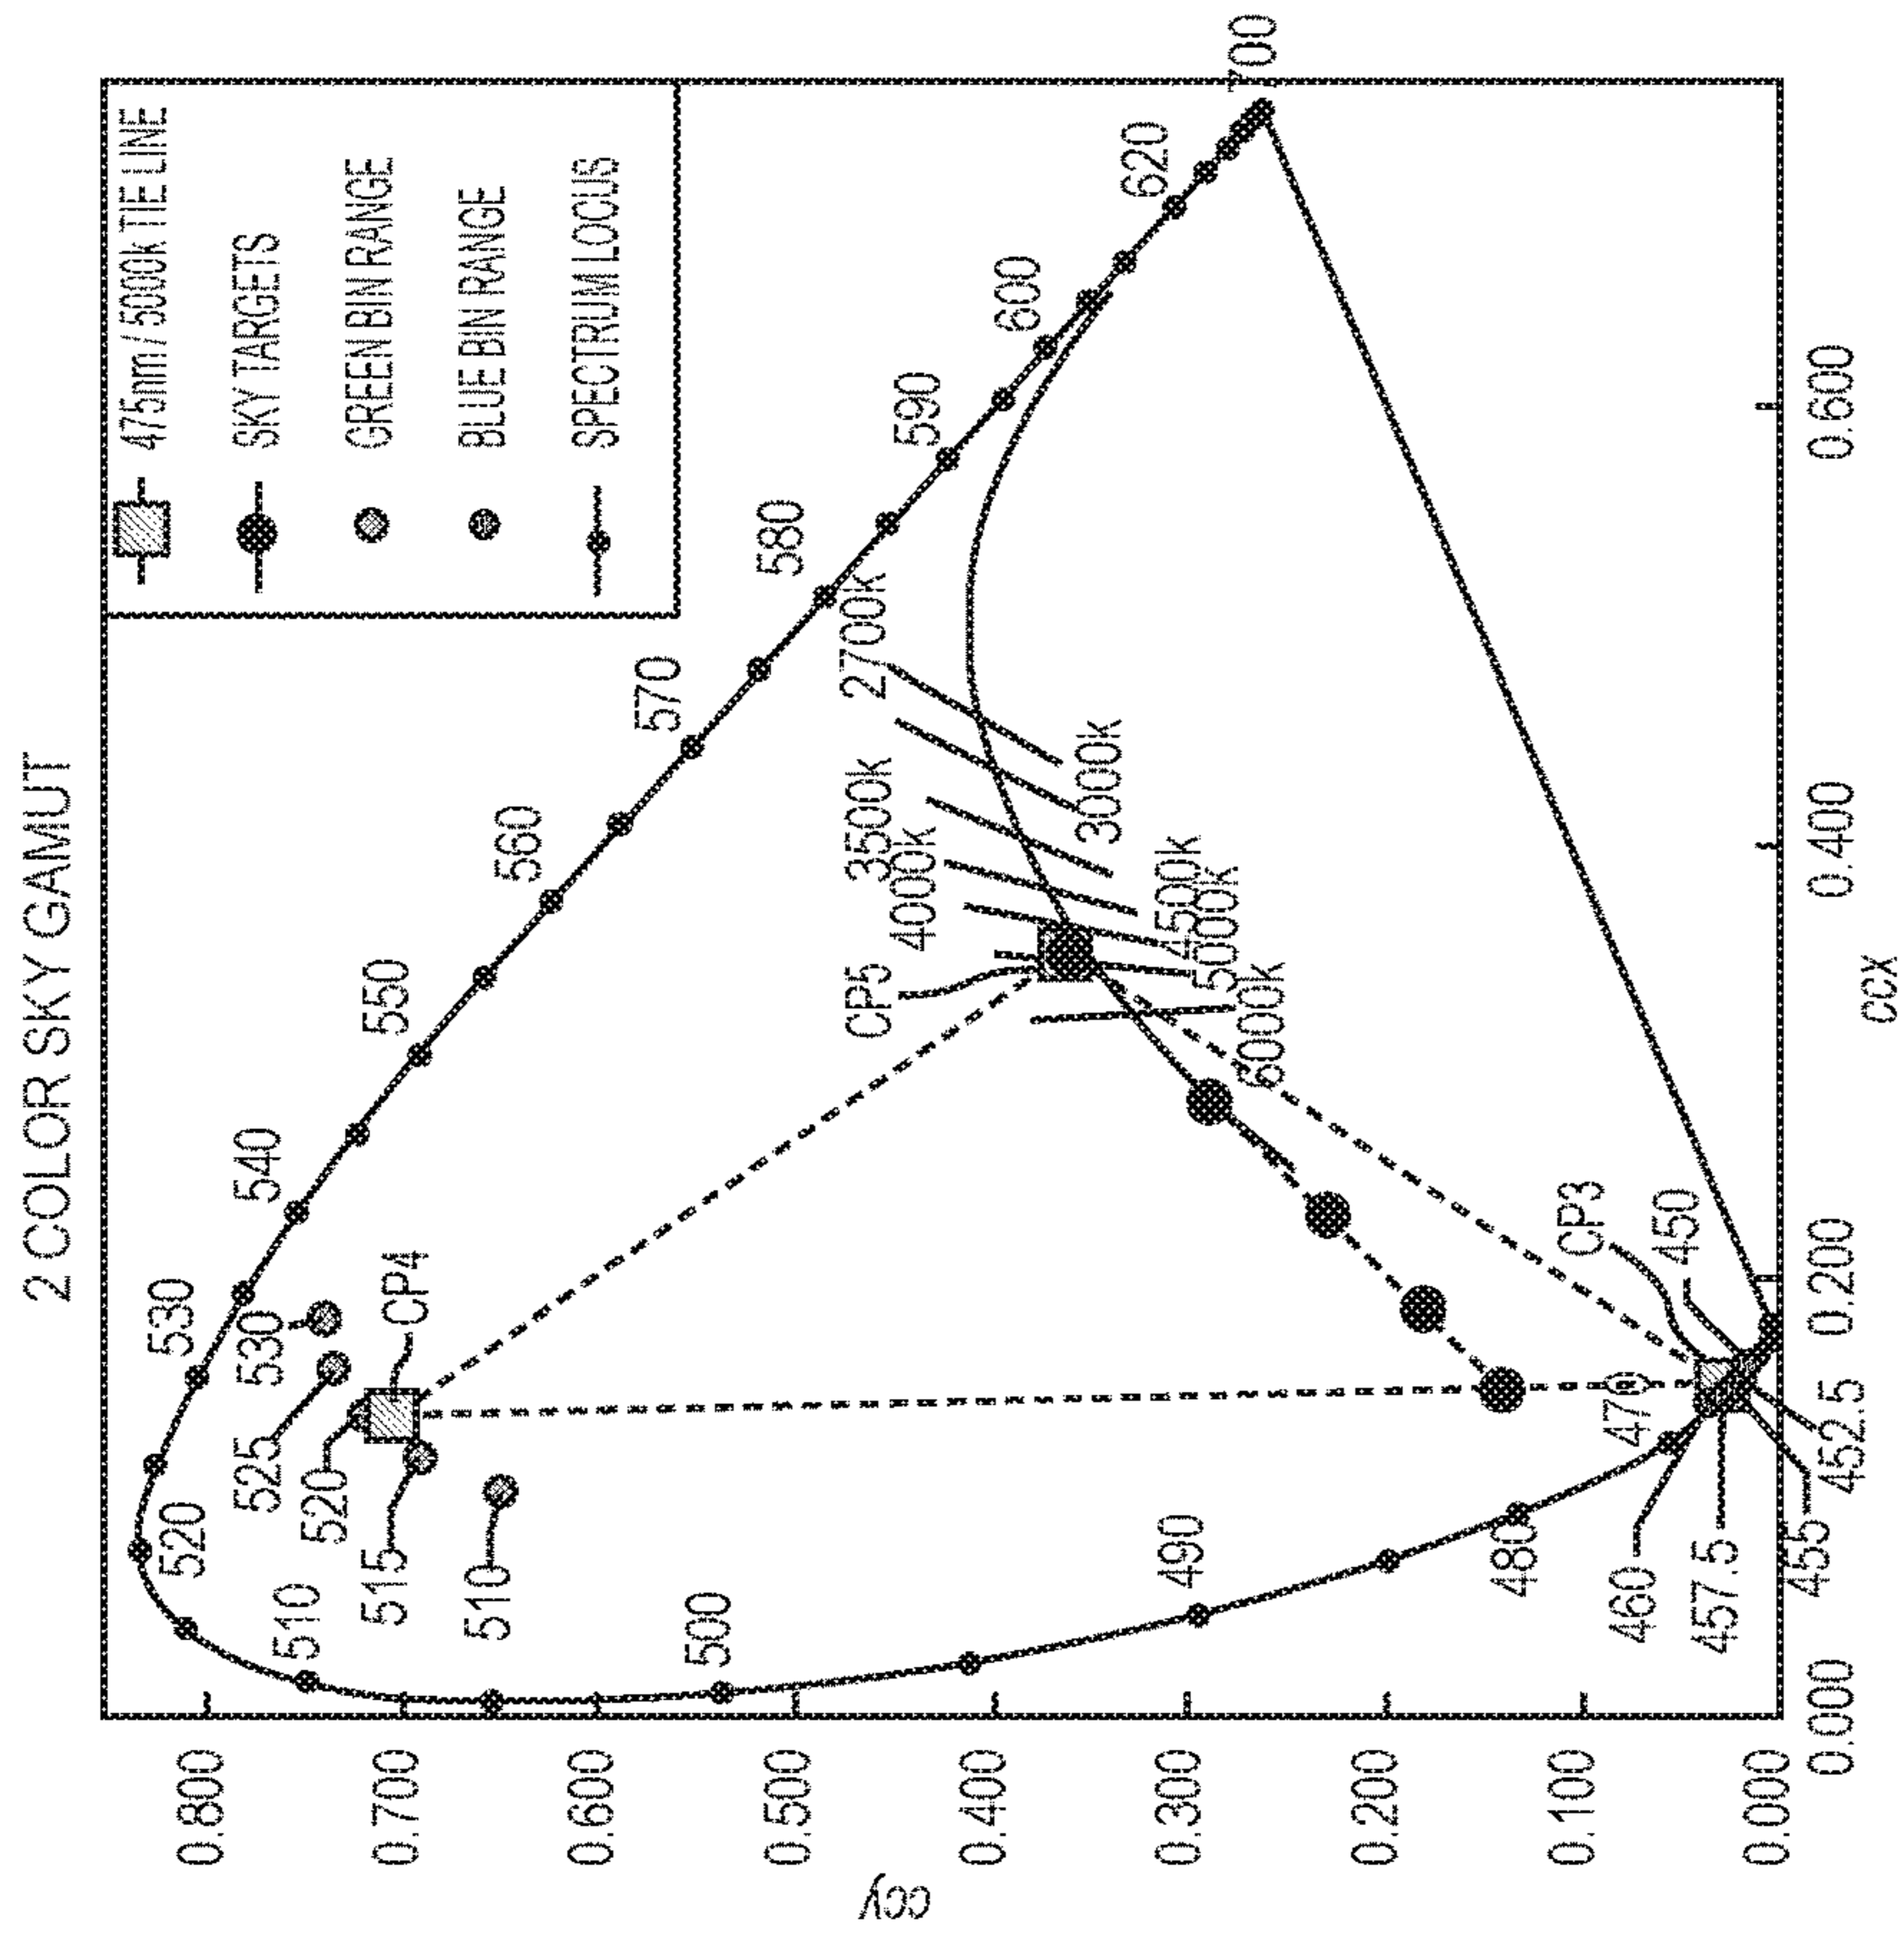 2 COLOR SKY GAMUT
475nm / 5000k TIE LINE
SKY TARGETS
GREEN BIN RANGE
BLUE BIN RANGE
SPECTRUM LOCUS
ccy
0.800
0.700
0.600
0.500
0.400
0.300
0.200
0.100
0.000
ccx
0.000
0.200
0.400
0.600
480
490
500
510
520
530
540
550
560
570
580
590
600
620
700
510
515
520
525
530
CP4
CP5
4000k
3500k
2700k
3000k
4500k
5000k
6000k
470
CP3
450
452.5
455
457.5
460